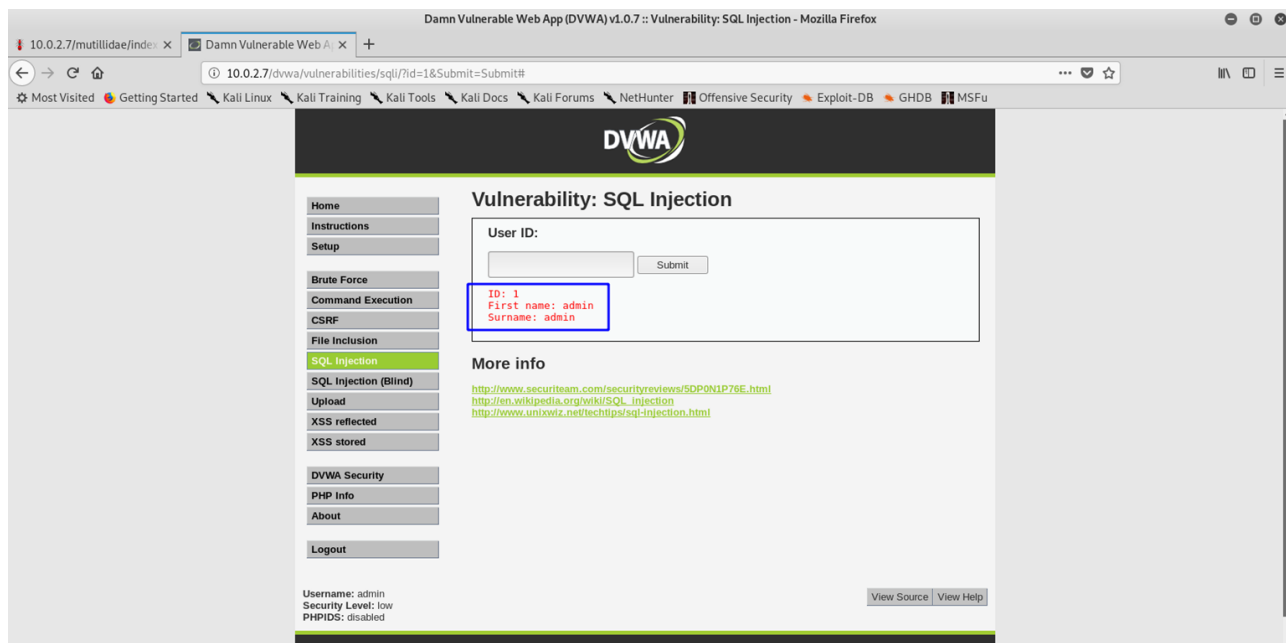 Damn Vulnerable Web App (DVWA) v1.0.7 :: Vulnerability: SQL Injection - Mozilla Firefox
10.0.2.7/mutillidae/index
Damn Vulnerable Web A
10.0.2.7/dvwa/vulnerabilities/sqli/?id=1&Submit=Submit#
Most Visited Getting Started Kali Linux Kali Training Kali Tools Kali Docs Kali Forums NetHunter Offensive Security Exploit-DB GHDB MSFu
DVWA
Home
Instructions
Setup
Brute Force
Command Execution
CSRF
File Inclusion
SQL Injection
SQL Injection (Blind)
Upload
XSS reflected
XSS stored
DVWA Security
PHP Info
About
Logout
Vulnerability: SQL Injection
User ID:
Submit
ID: 1
First name: admin
Surname: admin
More info
http://www.securiteam.com/securityreviews/5DP0N1P76E.html
http://en.wikipedia.org/wiki/SQL_injection
http://www.unixwiz.net/techtips/sql-injection.html
Username: admin
Security Level: low
PHPIDS: disabled
View Source View Help